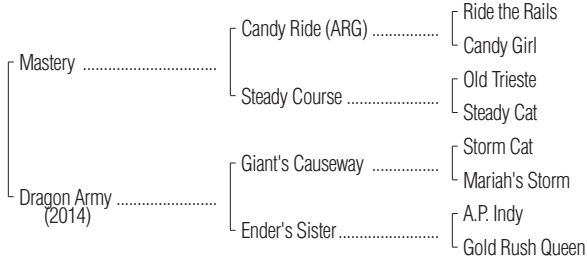 Ride the Rails
Candy Ride (ARG) ................
Candy Girl
Mastery ................................
Old Trieste
Steady Course ......................
Steady Cat
Storm Cat
Giant's Causeway ................
Mariah's Storm
Dragon Army ........................
(2014)
A.P. Indy
Ender's Sister........................
Gold Rush Queen